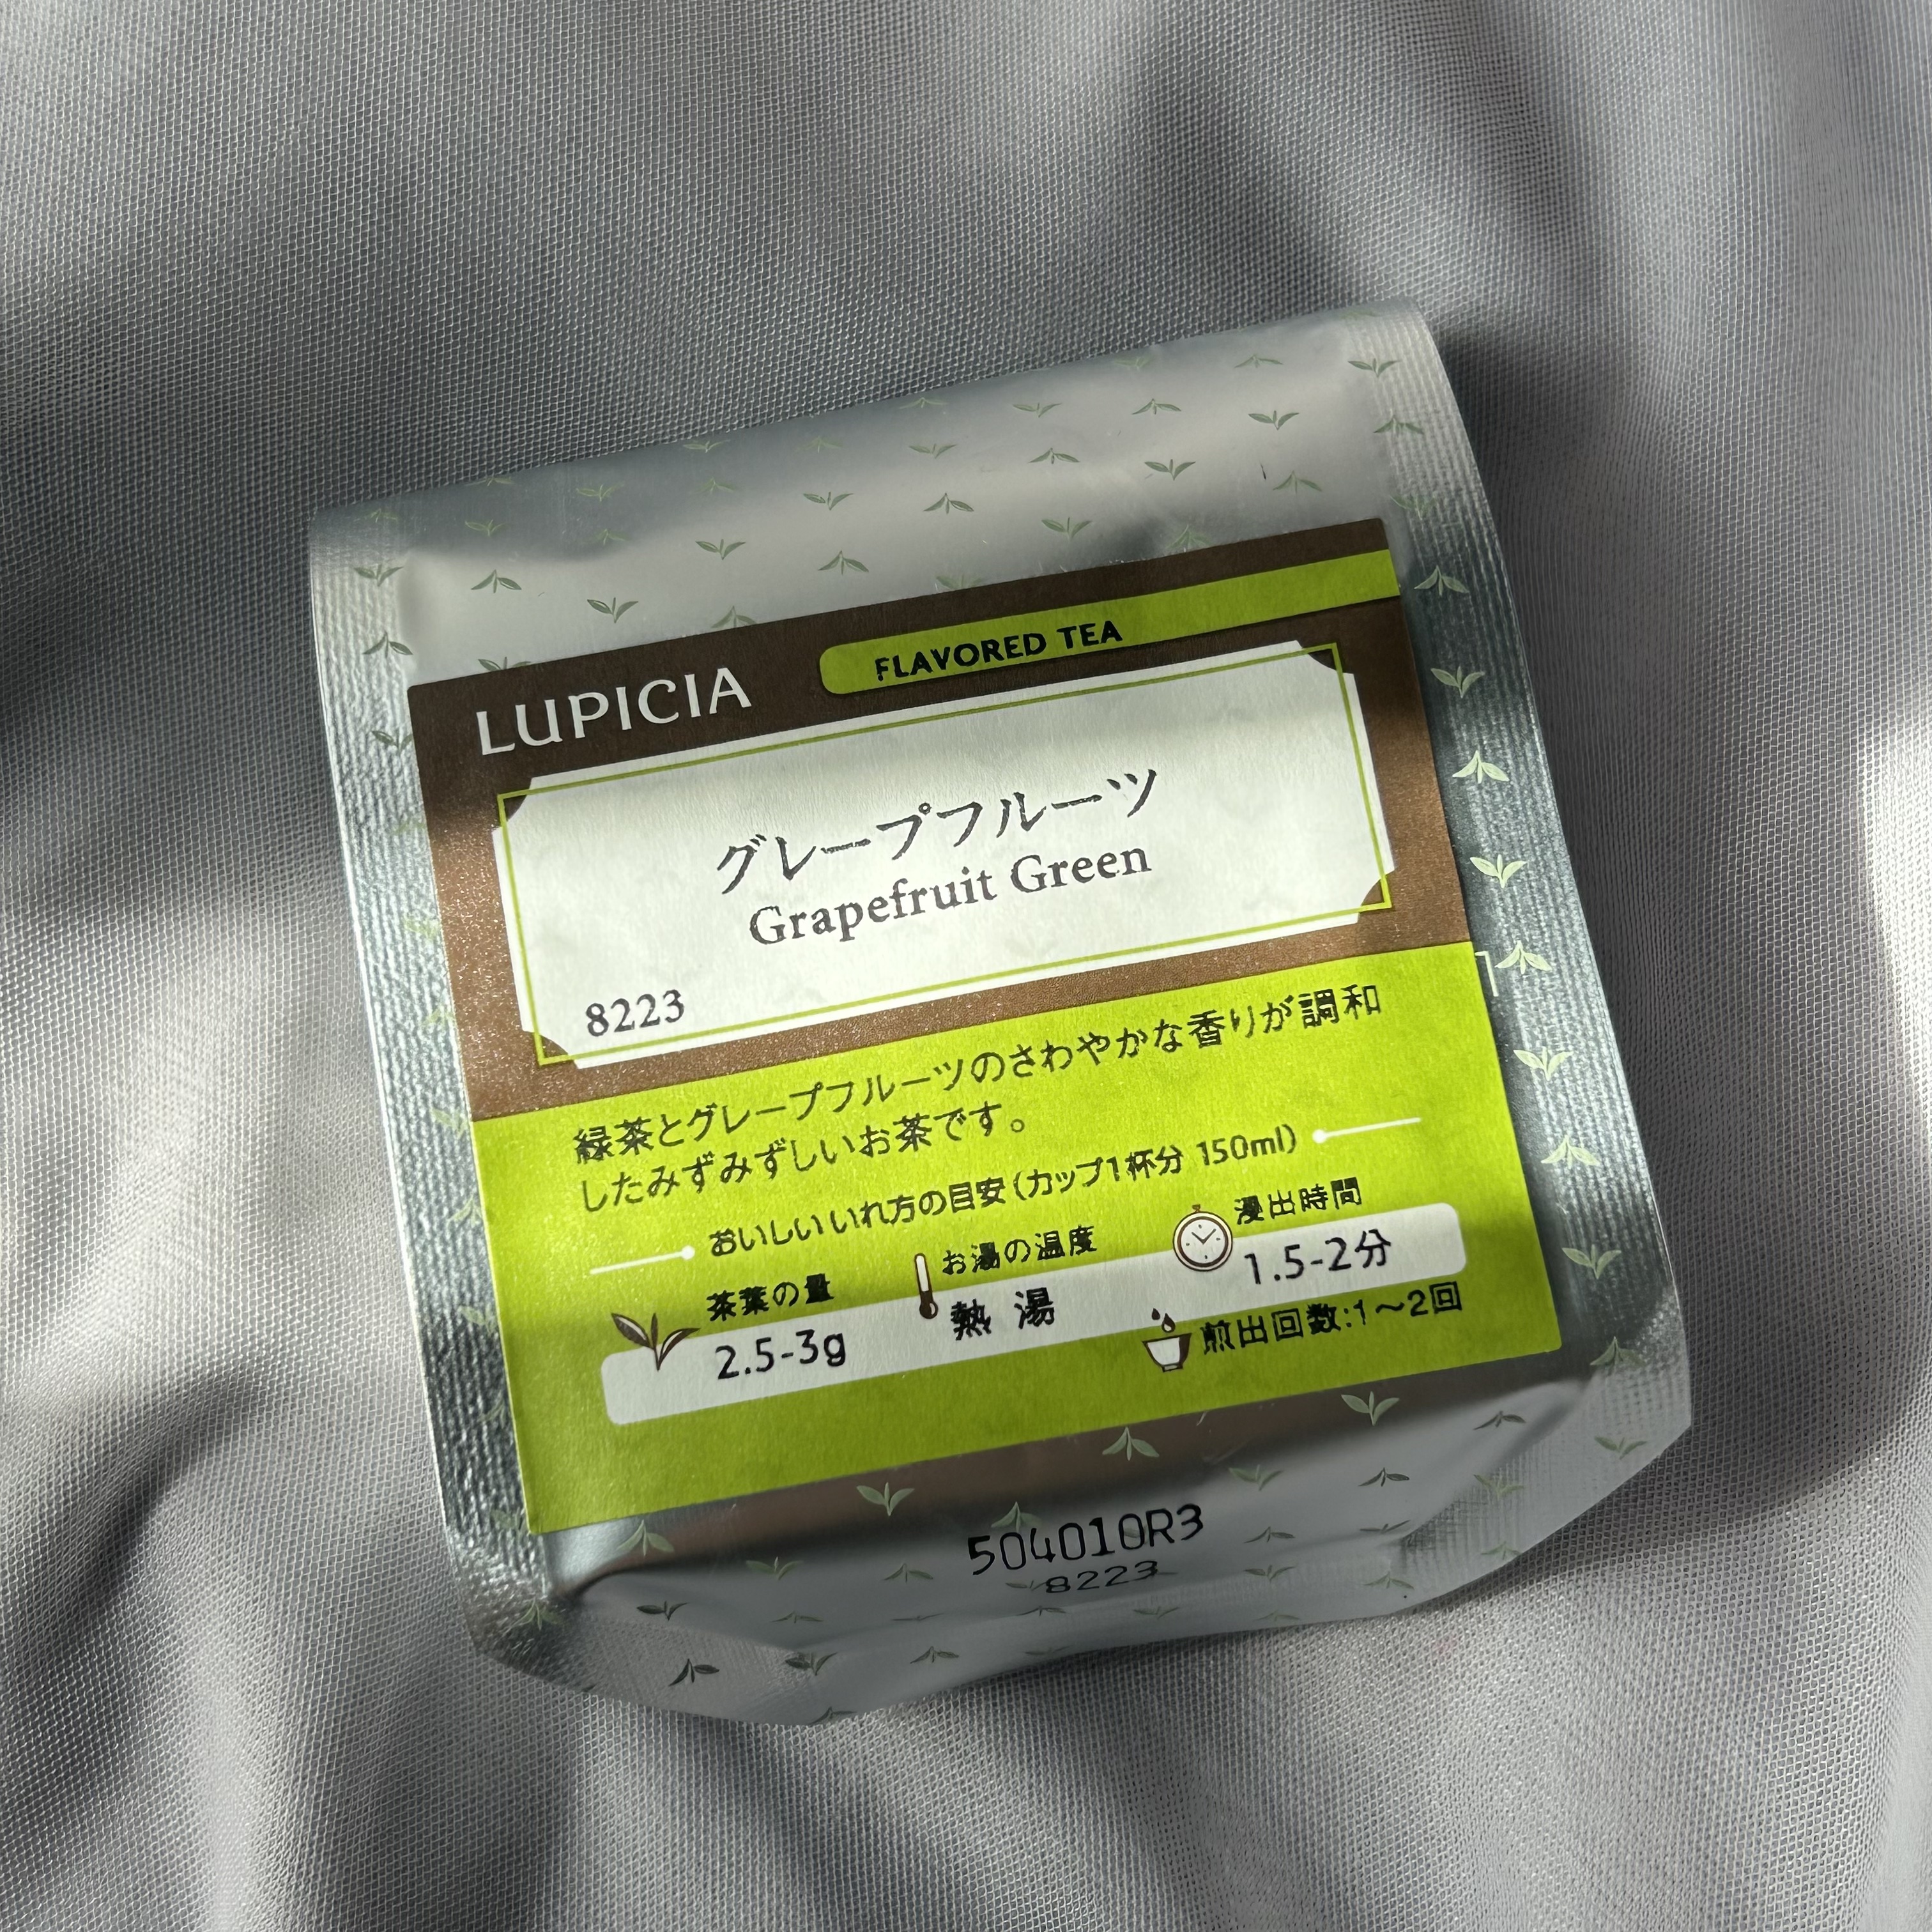 LUPICIA
FLAVORED TEA
グレープフルーツ
Grapefruit Green
8223
緑茶とグレープフルーツのさわやかな香りが調和
したみずみずしいお茶です。
おいしいいれ方の目安(カップ1杯分 150ml)
茶葉の量
2.5-3g
お湯の温度
熱 湯
浸出時間
1.5-2分
煎出回数:1～2回
504010R3
8223